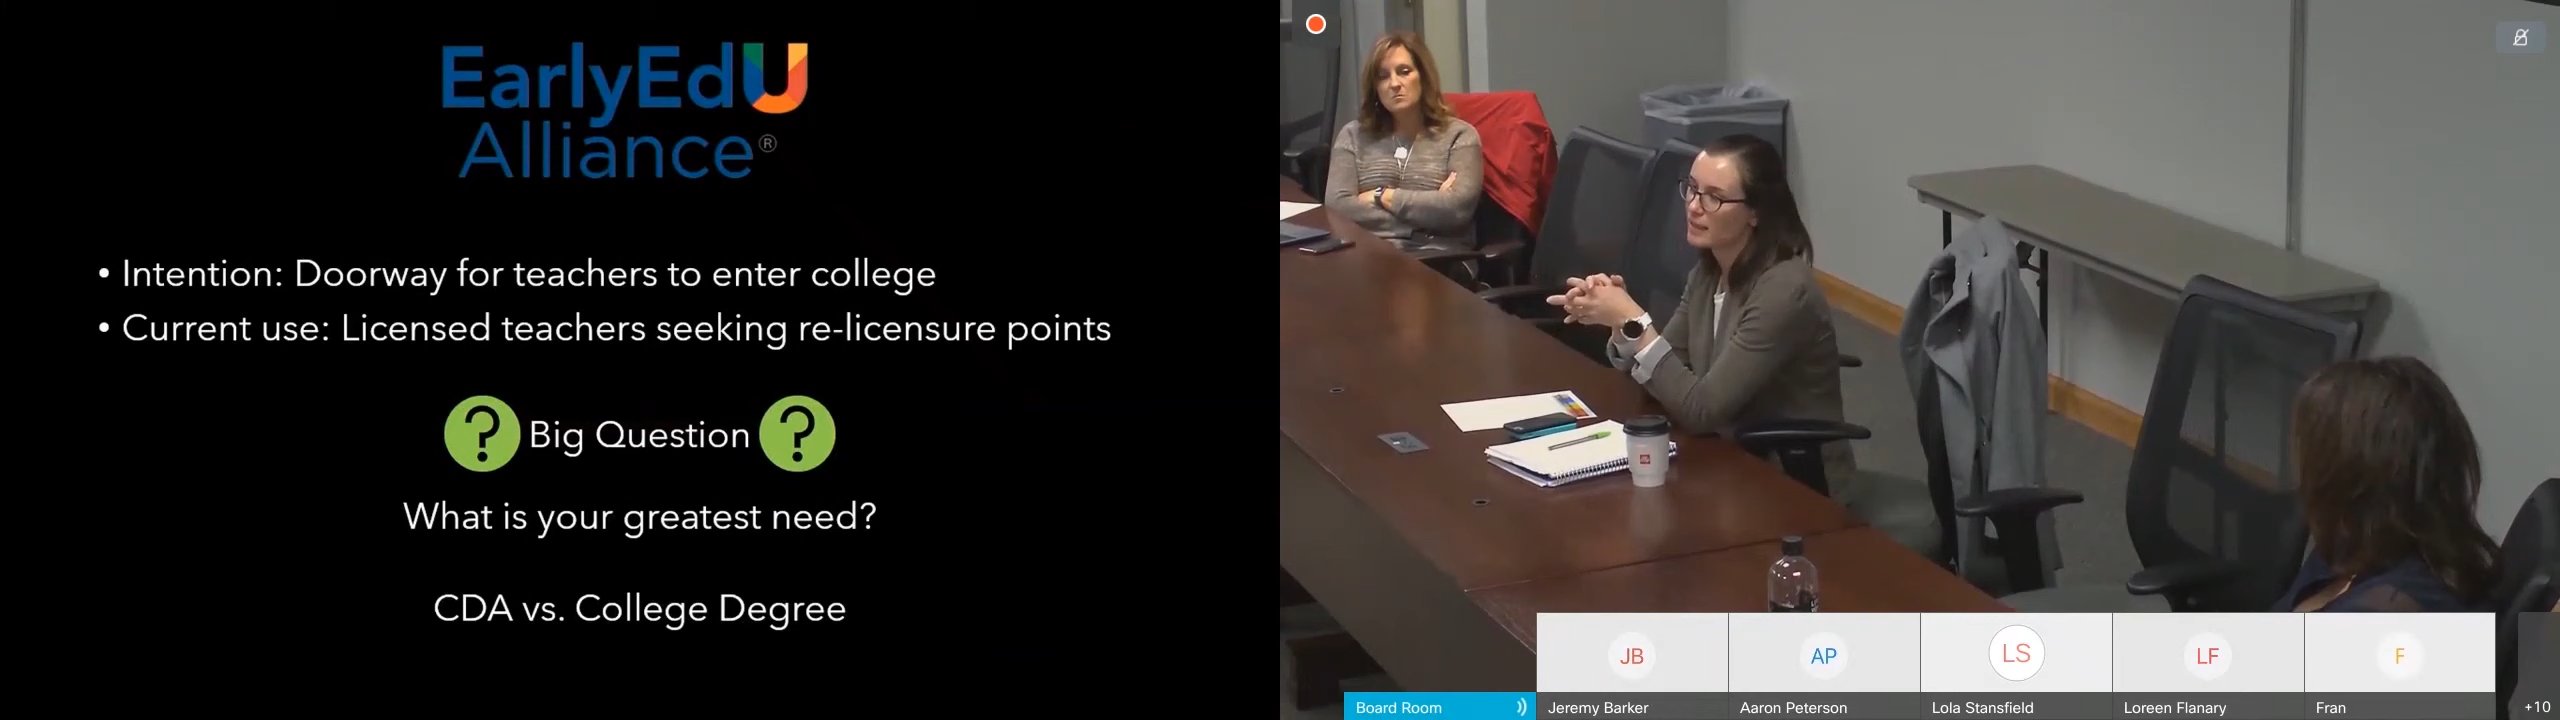 EarlyEdU
Alliance®
• Intention: Doorway for teachers to enter college
• Current use: Licensed teachers seeking re-licensure points
? Big Question ?
What is your greatest need?
CDA vs. College Degree
JB
AP
LS
LF
F
Board Room
Jeremy Barker
Aaron Peterson
Lola Stansfield
Loreen Flanary
Fran
+10